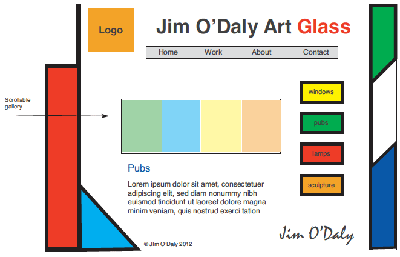 Logo
Jim O'Daly Art Glass
Home Work About Contact
Scrollable
gallery
windows
pubs
lamps
sculpture
Pubs
Lorem ipsum dolor sit amet, consectetuer
adipiscing elit, sed diam nonummy nibh
euismod tincidunt ut laoreet dolore magna
minim veniam, quis nostrud exerci tation
© Jim O'Daly 2012
Jim O'Daly